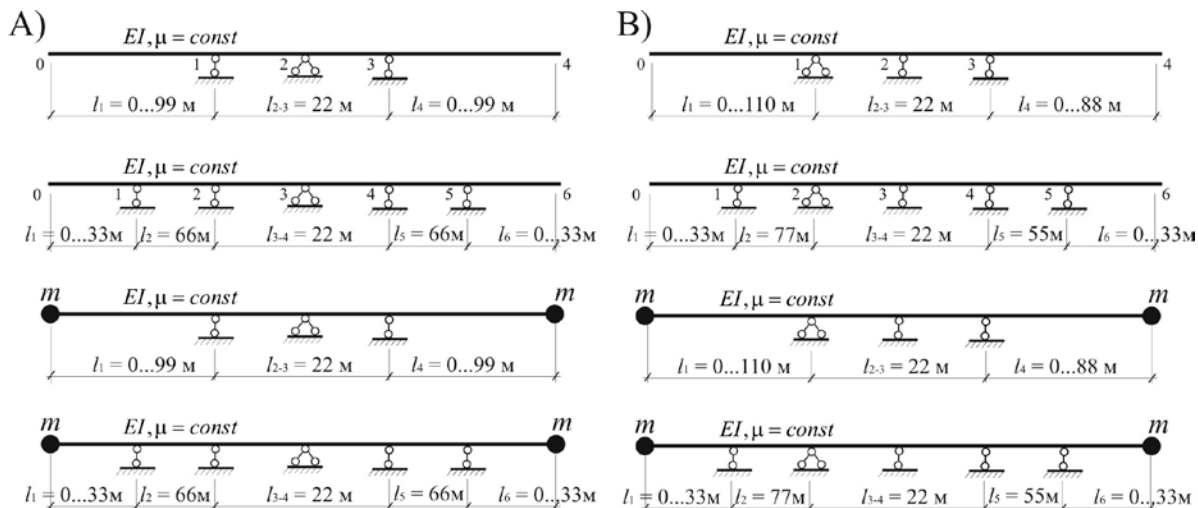 A)
B)
EI, μ = const
EI, μ = const
0 1 2 3 4
0 1 2 3 4
l₁ = 0...99 м l₂₋₃ = 22 м l₄ = 0...99 м
l₁ = 0...110 м l₂₋₃ = 22 м l₄ = 0...88 м
EI, μ = const
EI, μ = const
0 1 2 3 4 5 6
0 1 2 3 4 5 6
l₁ = 0...33м l₂ = 66м l₃₋₄ = 22 м l₅ = 66м l₆ = 0...33м
l₁ = 0...33м l₂ = 77м l₃₋₄ = 22 м l₅ = 55м l₆ = 0...33м
m EI, μ = const m
m EI, μ = const m
l₁ = 0...99 м l₂₋₃ = 22 м l₄ = 0...99 м
l₁ = 0...110 м l₂₋₃ = 22 м l₄ = 0...88 м
m EI, μ = const m
m EI, μ = const m
l₁ = 0...33м l₂ = 66м l₃₋₄ = 22 м l₅ = 66м l₆ = 0...33м
l₁ = 0...33м l₂ = 77м l₃₋₄ = 22 м l₅ = 55м l₆ = 0...33м